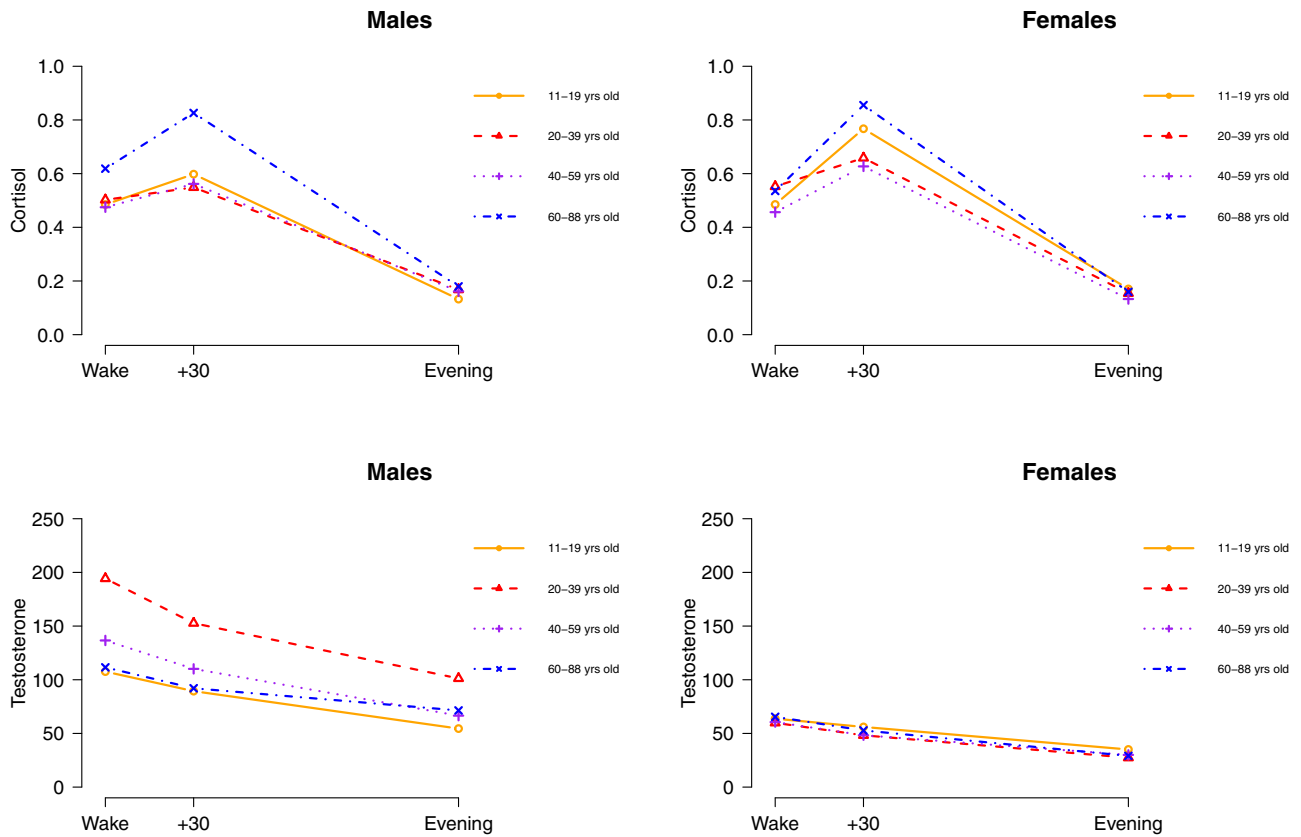 Males
Cortisol
1.0
0.8
0.6
0.4
0.2
0.0
Wake
+30
Evening
11–19 yrs old
20–39 yrs old
40–59 yrs old
60–88 yrs old
Females
Cortisol
1.0
0.8
0.6
0.4
0.2
0.0
Wake
+30
Evening
11–19 yrs old
20–39 yrs old
40–59 yrs old
60–88 yrs old
Males
Testosterone
250
200
150
100
50
0
Wake
+30
Evening
11–19 yrs old
20–39 yrs old
40–59 yrs old
60–88 yrs old
Females
Testosterone
250
200
150
100
50
0
Wake
+30
Evening
11–19 yrs old
20–39 yrs old
40–59 yrs old
60–88 yrs old